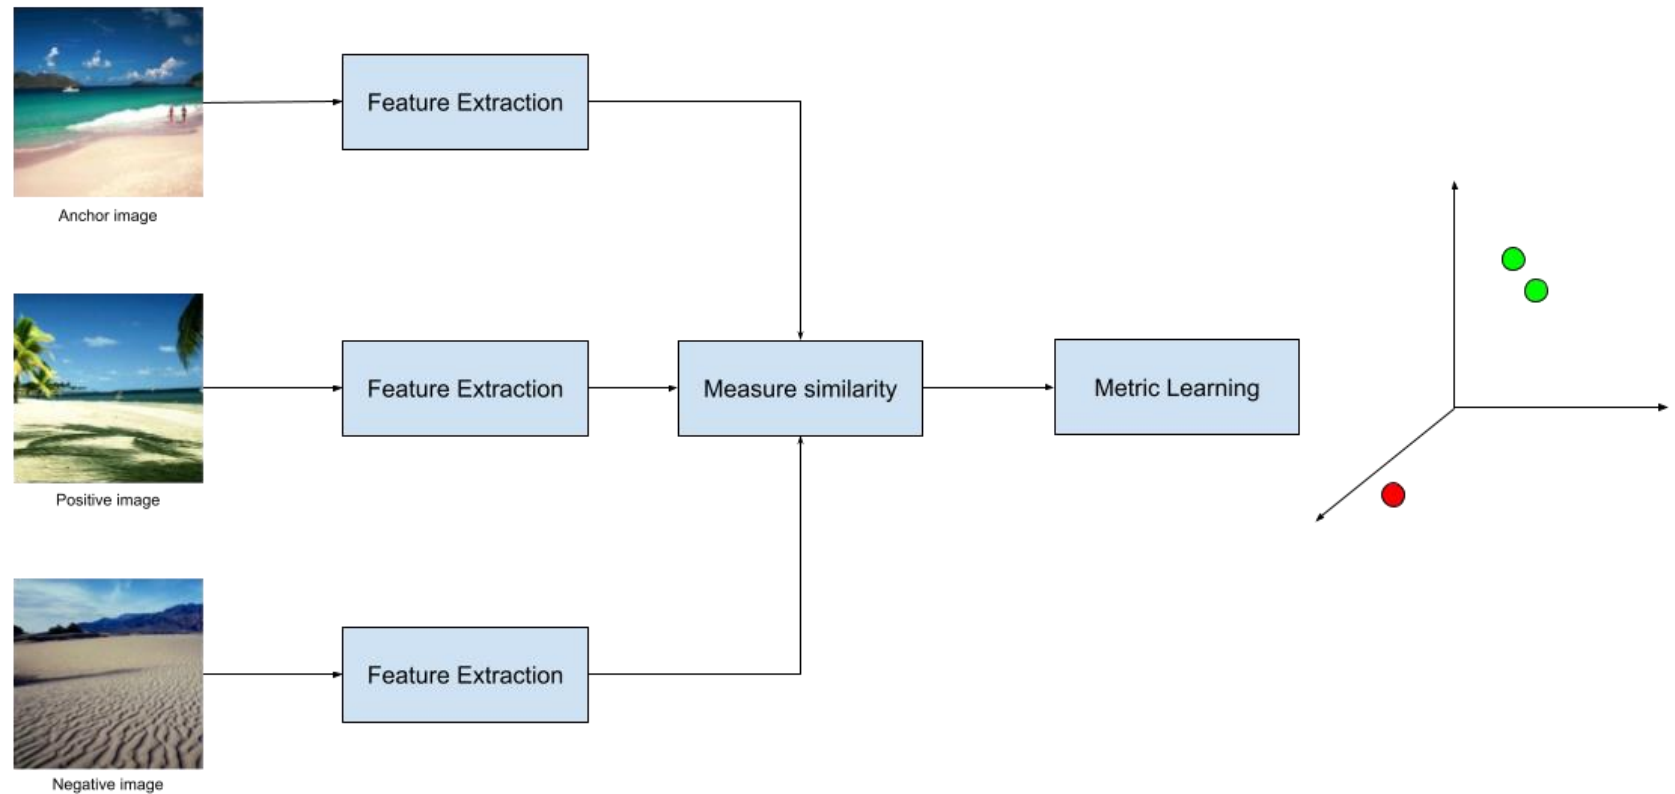 Feature Extraction
Anchor image
Feature Extraction
Measure similarity
Metric Learning
Positive image
Feature Extraction
Negative image